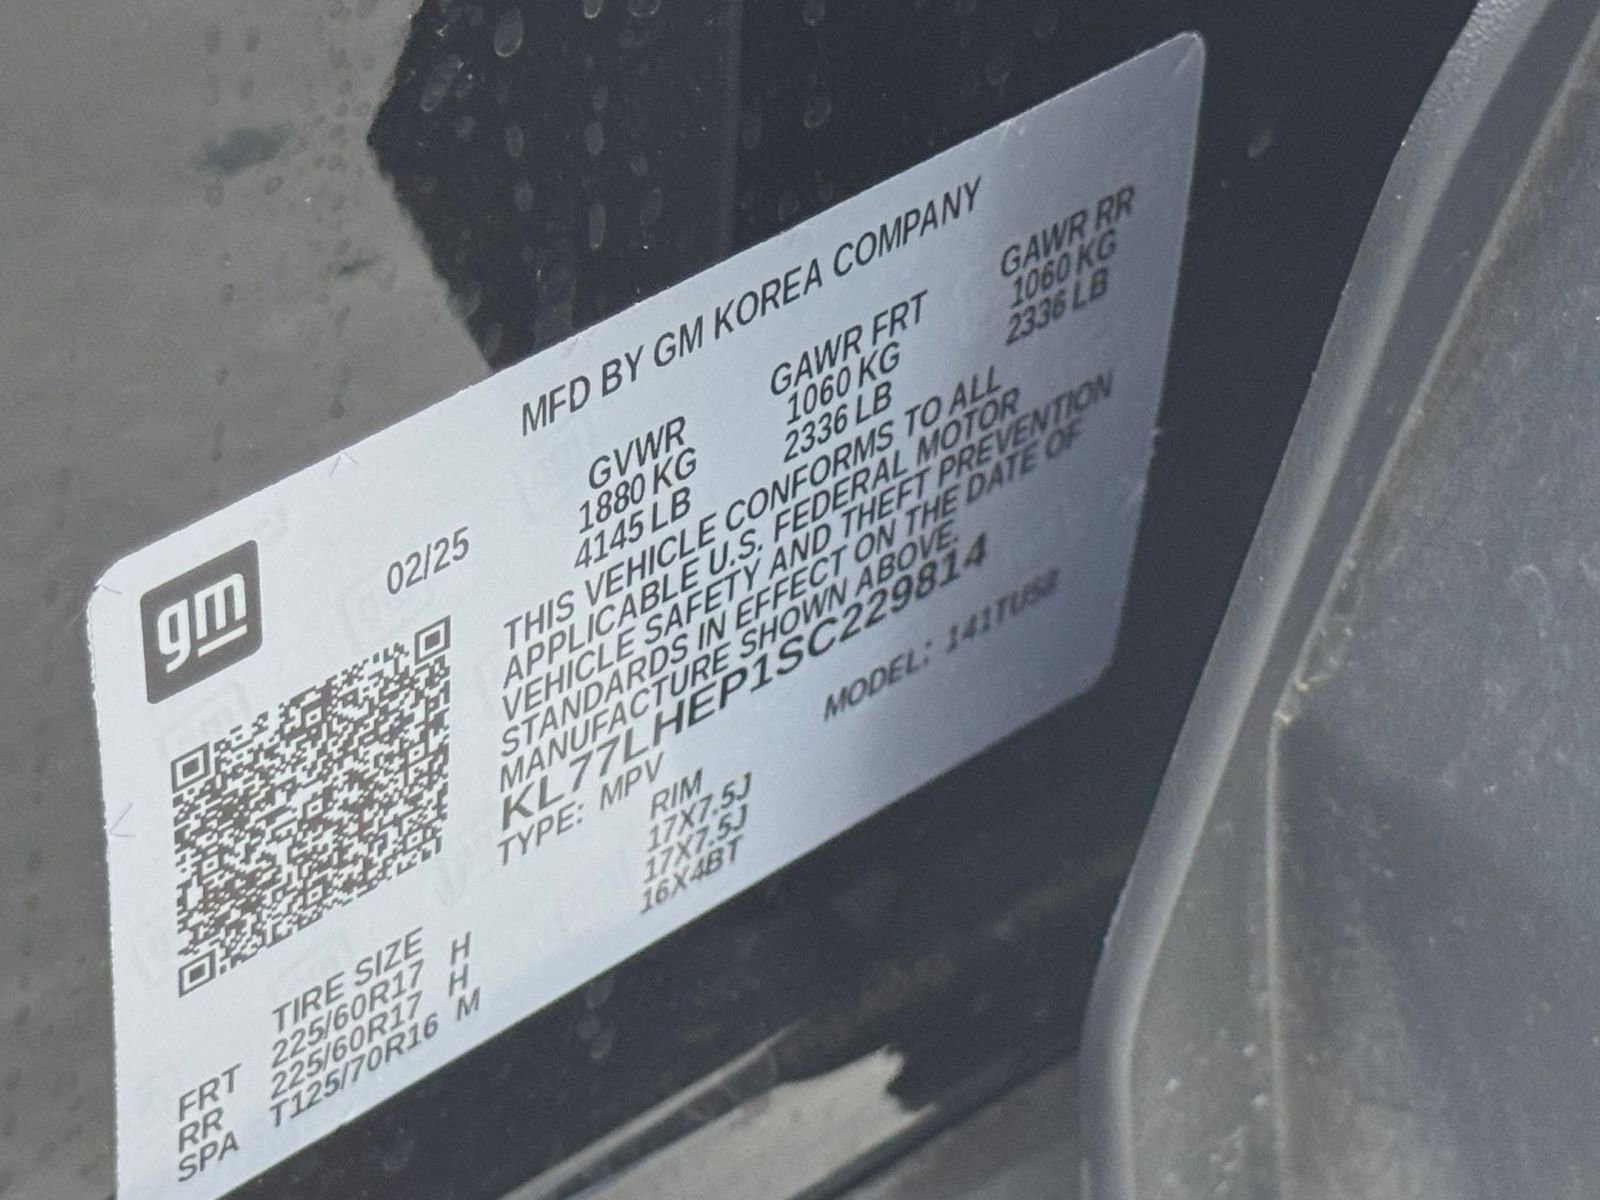 MFD BY GM KOREA COMPANY
gm
02/25
GVWR GAWR FRT GAWR RR
1880 KG 1060 KG 1060 KG
4145 LB 2336 LB 2336 LB
THIS VEHICLE CONFORMS TO ALL
APPLICABLE U.S. FEDERAL MOTOR
VEHICLE SAFETY AND THEFT PREVENTION
STANDARDS IN EFFECT ON THE DATE OF
MANUFACTURE SHOWN ABOVE.
KL77LHEP1SC229814
TYPE: MPV MODEL:
TIRE SIZE RIM
FRT 225/60R17 H 17X7.5J
RR 225/60R17 H 17X7.5J
SPA T125/70R16 M 16X4BT